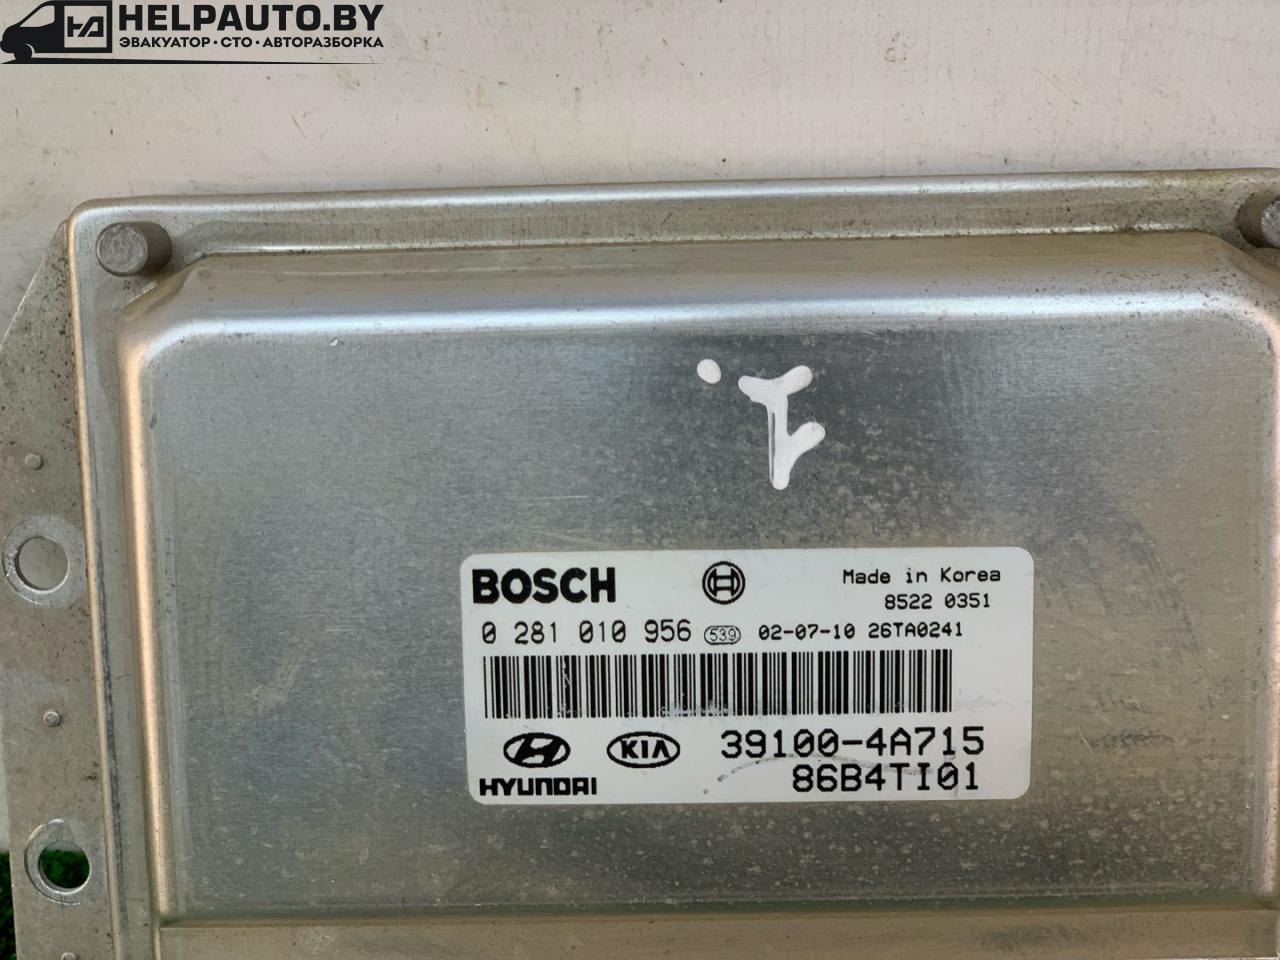 HELPAUTO.BY
ЭВАКУАТОР · СТО · АВТОРАЗБОРКА
BOSCH
Made in Korea
8522 0351
0 281 010 956 539 02-07-10 26TA0241
HYUNDAI KIA 39100-4A715
86B4TI01